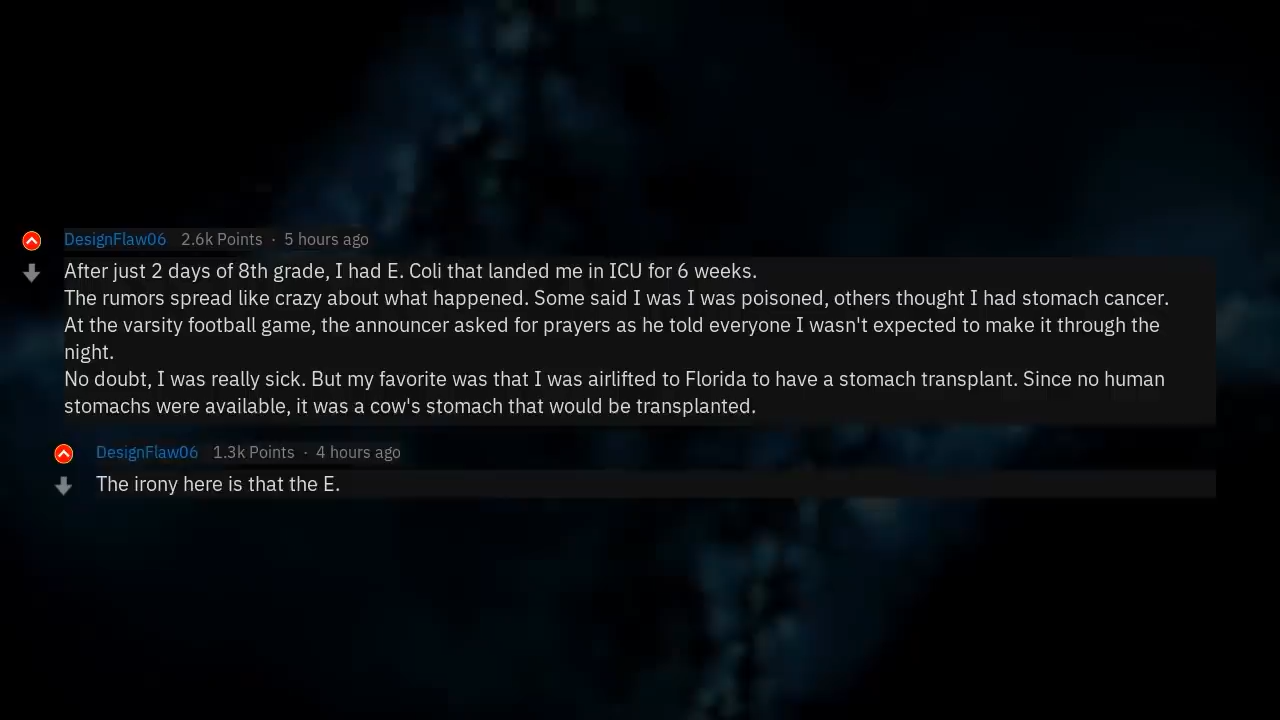 DesignFlaw06 2.6k Points · 5 hours ago
After just 2 days of 8th grade, I had E. Coli that landed me in ICU for 6 weeks.
The rumors spread like crazy about what happened. Some said I was I was poisoned, others thought I had stomach cancer.
At the varsity football game, the announcer asked for prayers as he told everyone I wasn't expected to make it through the
night.
No doubt, I was really sick. But my favorite was that I was airlifted to Florida to have a stomach transplant. Since no human
stomachs were available, it was a cow's stomach that would be transplanted.
DesignFlaw06 1.3k Points · 4 hours ago
The irony here is that the E.